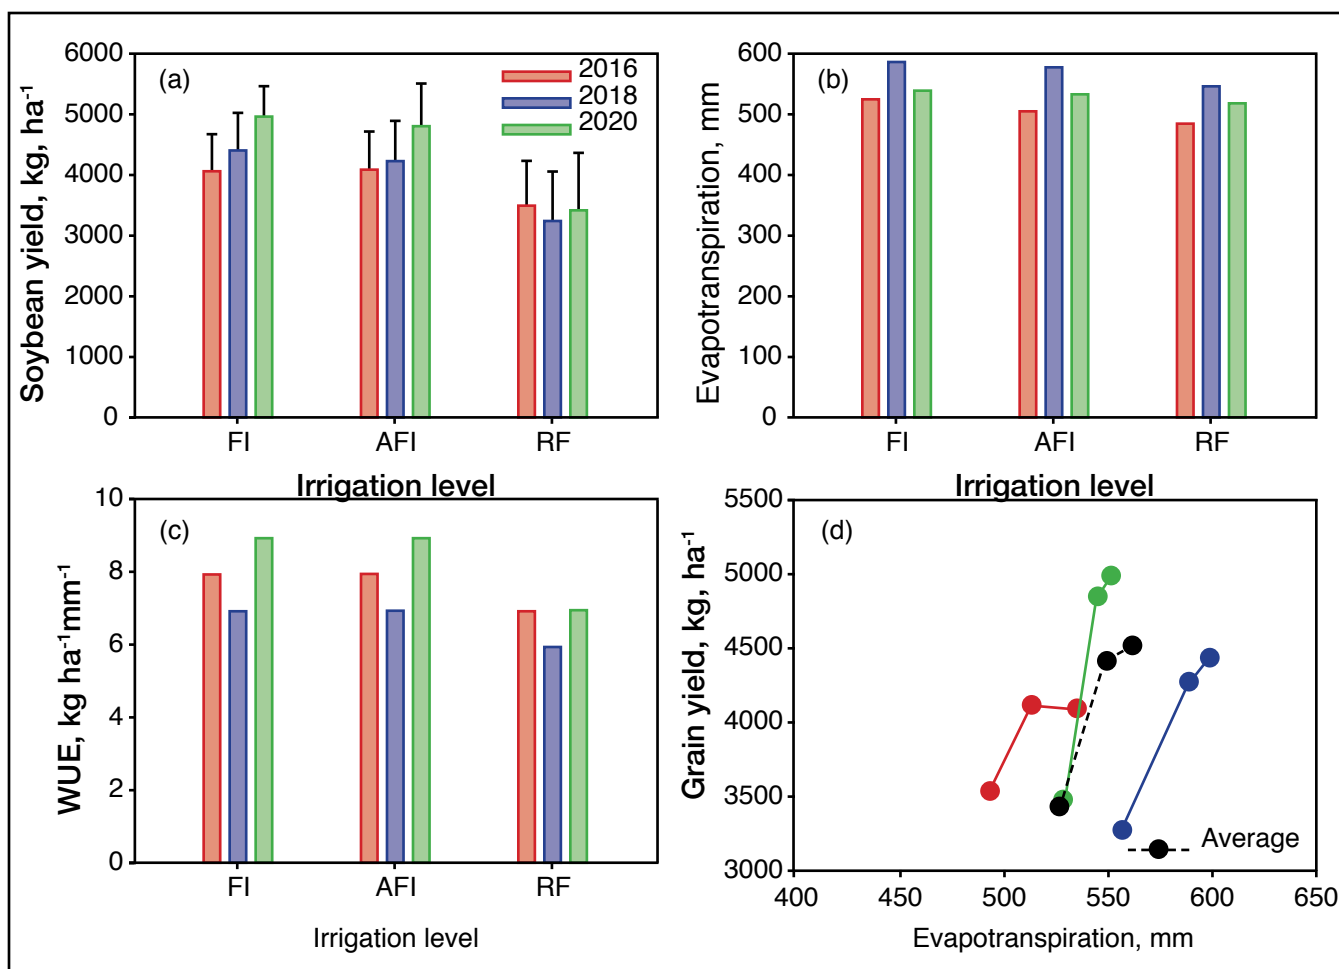 (a)
2016
2018
2020
Soybean yield, kg, ha-1
6000
5000
4000
3000
2000
1000
0
FI AFI RF
Irrigation level
(b)
Evapotranspiration, mm
600
500
400
300
200
100
0
FI AFI RF
Irrigation level
(c)
WUE, kg ha-1mm-1
10
8
6
4
2
0
FI AFI RF
Irrigation level
(d)
Grain yield, kg, ha-1
5500
5000
4500
4000
3500
3000
Average
400 450 500 550 600 650
Evapotranspiration, mm